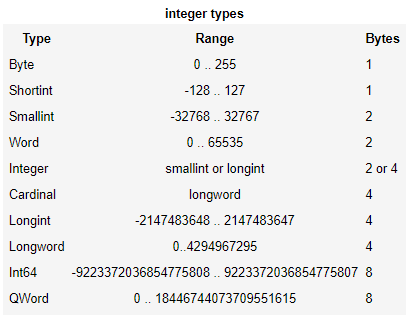 integer types
Type Range Bytes
Byte 0 .. 255 1
Shortint -128 .. 127 1
Smallint -32768 .. 32767 2
Word 0 .. 65535 2
Integer smallint or longint 2 or 4
Cardinal longword 4
Longint -2147483648 .. 2147483647 4
Longword 0..4294967295 4
Int64 -9223372036854775808 .. 9223372036854775807 8
QWord 0 .. 18446744073709551615 8